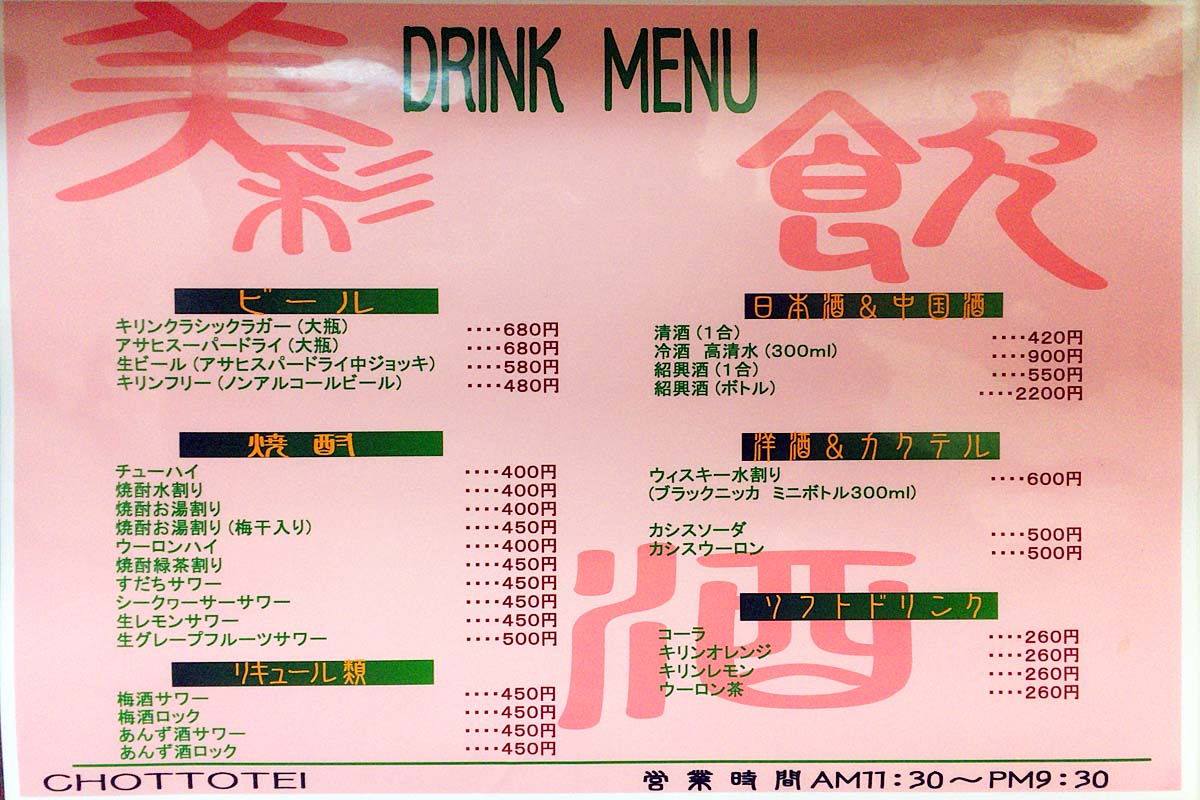 DRINK MENU
美彩
飲
酒
ビール
キリンクラシックラガー（大瓶） ････680円
アサヒスーパードライ（大瓶） ････680円
生ビール（アサヒスパードライ中ジョッキ） ････580円
キリンフリー（ノンアルコールビール） ････480円
焼酎
チューハイ ････400円
焼酎水割り ････400円
焼酎お湯割り ････400円
焼酎お湯割り（梅干入り） ････450円
ウーロンハイ ････400円
焼酎緑茶割り ････450円
すだちサワー ････450円
シークヮーサーサワー ････450円
生レモンサワー ････450円
生グレープフルーツサワー ････500円
リキュール類
梅酒サワー ････450円
梅酒ロック ････450円
あんず酒サワー ････450円
あんず酒ロック ････450円
日本酒＆中国酒
清酒（１合） ････420円
冷酒　高清水（300ml） ････900円
紹興酒（１合） ････550円
紹興酒（ボトル） ････2200円
洋酒＆カクテル
ウィスキー水割り ････600円
（ブラックニッカ　ミニボトル300ml）
カシスソーダ ････500円
カシスウーロン ････500円
ソフトドリンク
コーラ ････260円
キリンオレンジ ････260円
キリンレモン ････260円
ウーロン茶 ････260円
CHOTTOTEI
営業時間 AM11：30～PM9：30